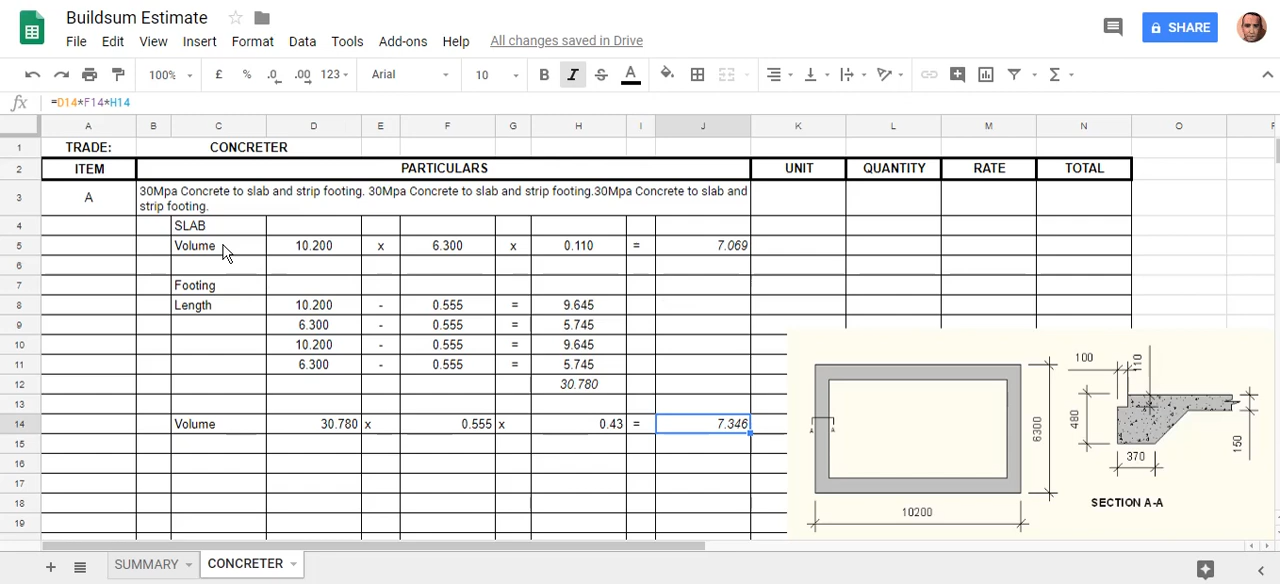 Buildsum Estimate
File Edit View Insert Format Data Tools Add-ons Help All changes saved in Drive
SHARE
100% £ % .0 .00 123 Arial 10 B I S A Σ
fx =D14*F14*H14
A B C D E F G H I J K L M N O
1 TRADE: CONCRETER
2 ITEM PARTICULARS UNIT QUANTITY RATE TOTAL
3 A 30Mpa Concrete to slab and strip footing. 30Mpa Concrete to slab and strip footing.30Mpa Concrete to slab and
strip footing.
4 SLAB
5 Volume 10.200 x 6.300 x 0.110 = 7.069
6
7 Footing
8 Length 10.200 - 0.555 = 9.645
9 6.300 - 0.555 = 5.745
10 10.200 - 0.555 = 9.645
11 6.300 - 0.555 = 5.745
12 30.780
13
14 Volume 30.780 x 0.555 x 0.43 = 7.346
15
16
17
18
19
A A
6300
10200
100
110
480
370
150
SECTION A-A
+ SUMMARY CONCRETER